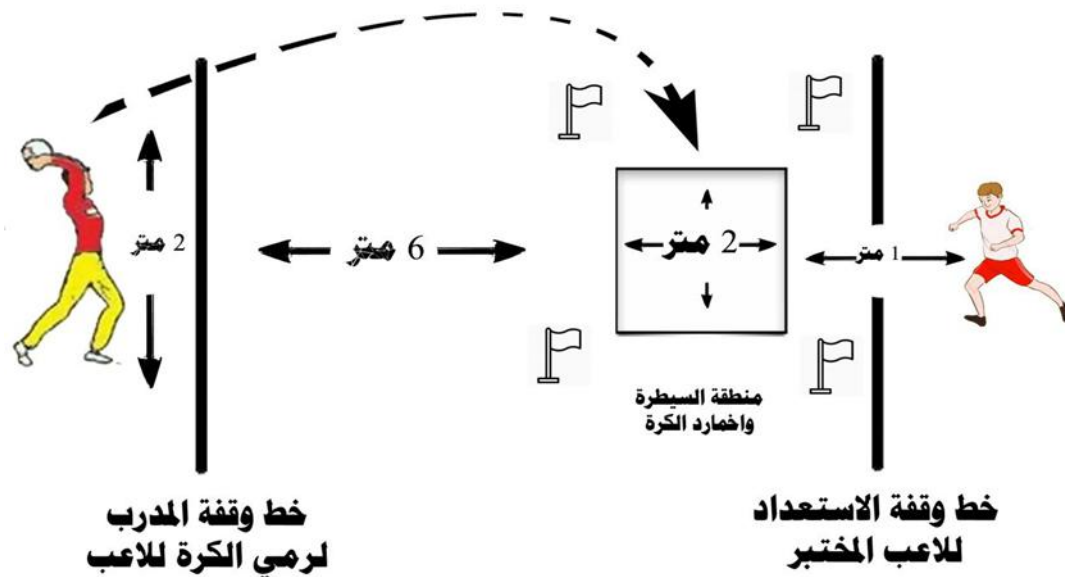 2 متر
6 متر
2 متر
1 متر
منطقة السيطرة
واخمارد الكرة
خط وقفة المدرب
لرمي الكرة للاعب
خط وقفة الاستعداد
للاعب المختبر